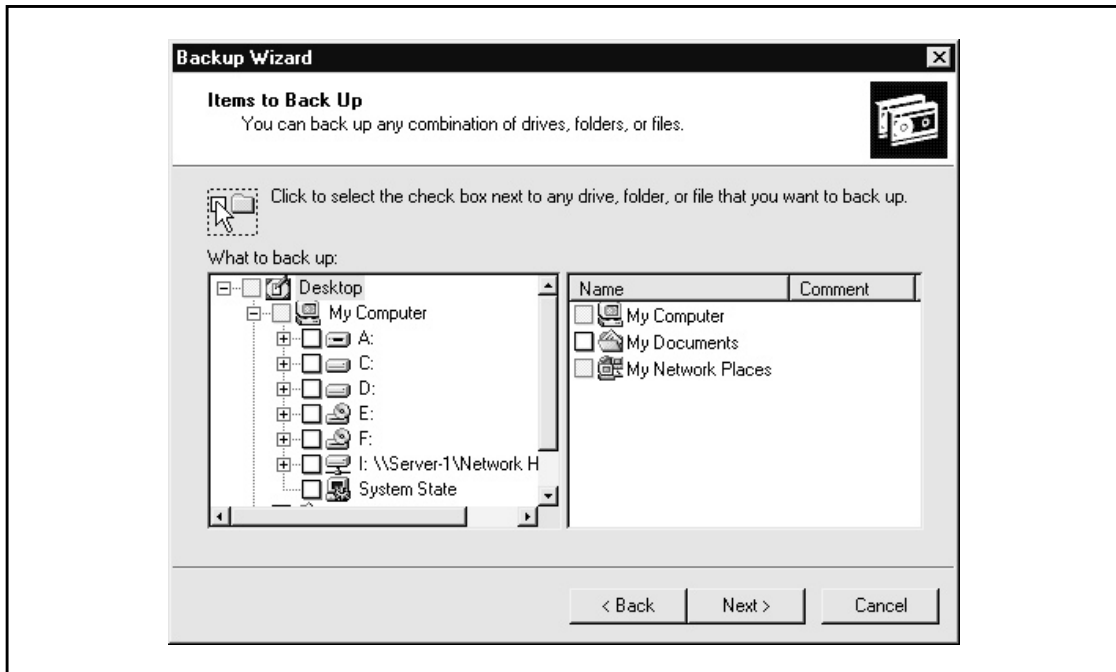 Backup Wizard
Items to Back Up
You can back up any combination of drives, folders, or files.
Click to select the check box next to any drive, folder, or file that you want to back up.
What to back up:
Desktop
My Computer
A:
C:
D:
E:
F:
I: \\Server-1\Network H
System State
Name Comment
My Computer
My Documents
My Network Places
< Back Next > Cancel